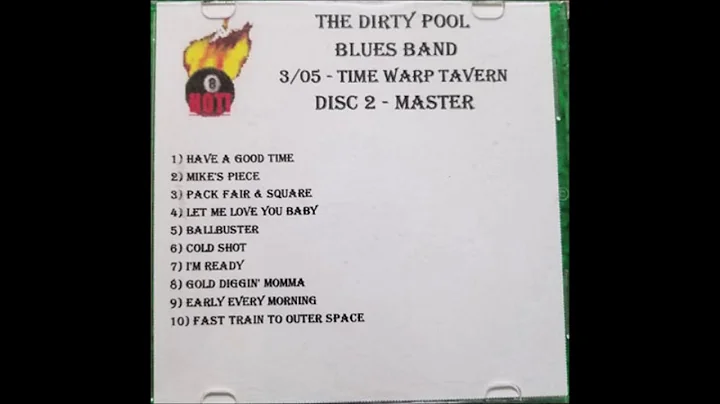 THE DIRTY POOL
BLUES BAND
3/05 - TIME WARP TAVERN
DISC 2 - MASTER
8
HOT!
1) HAVE A GOOD TIME
2) MIKE'S PIECE
3) PACK FAIR & SQUARE
4) LET ME LOVE YOU BABY
5) BALLBUSTER
6) COLD SHOT
7) I'M READY
8) GOLD DIGGIN' MOMMA
9) EARLY EVERY MORNING
10) FAST TRAIN TO OUTER SPACE